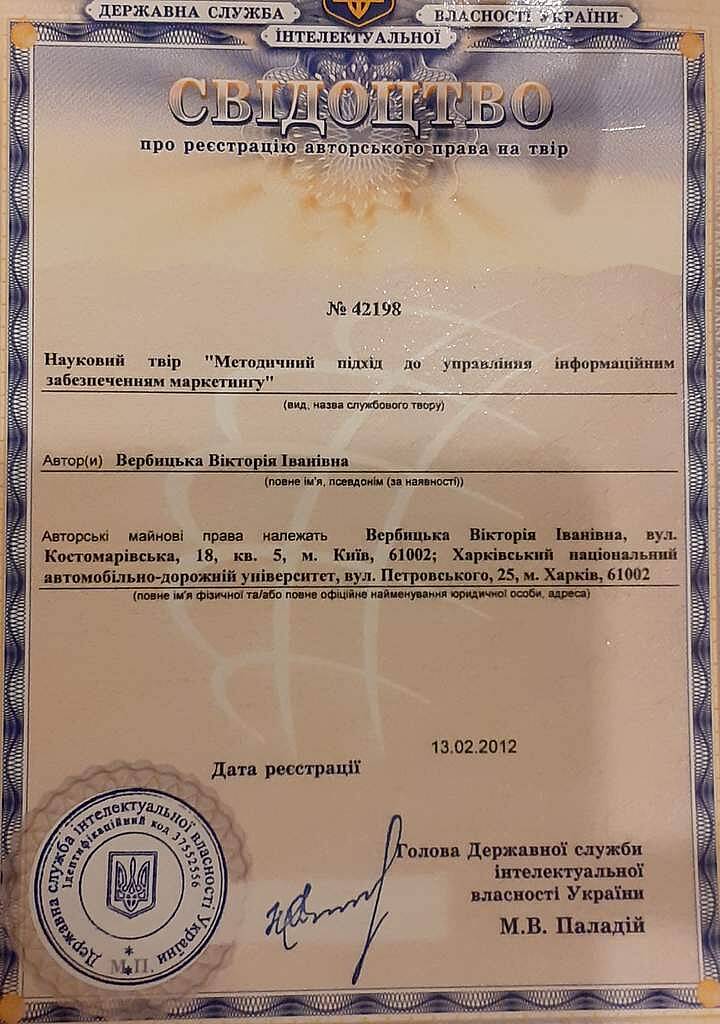 ДЕРЖАВНА СЛУЖБА
ІНТЕЛЕКТУАЛЬНОЇ
ВЛАСНОСТІ УКРАЇНИ
СВІДОЦТВО
про реєстрацію авторського права на твір
№ 42198
Науковий твір "Методичний підхід до управління інформаційним
забезпеченням маркетингу"
(вид, назва службового твору)
Автор(и) Вербицька Вікторія Іванівна
(повне ім'я, псевдонім (за наявності))
Авторські майнові права належать Вербицька Вікторія Іванівна, вул.
Костомарівська, 18, кв. 5, м. Київ, 61002; Харківський національний
автомобільно-дорожній університет, вул. Петровського, 25, м. Харків, 61002
(повне ім'я фізичної та/або повне офіційне найменування юридичної особи, адреса)
13.02.2012
Дата реєстрації
Голова Державної служби
інтелектуальної
власності України
М.В. Паладій
Державна служба інтелектуальної власності України
Ідентифікаційний код 37552556
М.П.